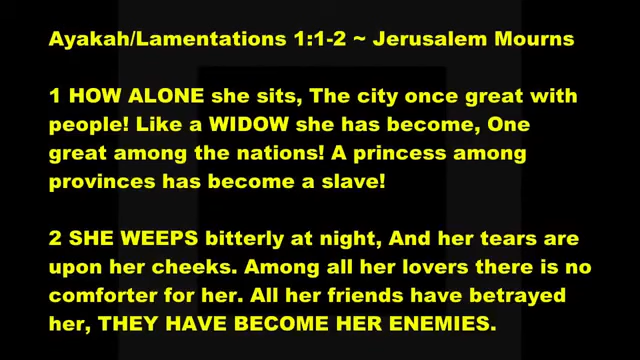 Ayakah/Lamentations 1:1-2 ~ Jerusalem Mourns
1 HOW ALONE she sits, The city once great with
people! Like a WIDOW she has become, One
great among the nations! A princess among
provinces has become a slave!
2 SHE WEEPS bitterly at night, And her tears are
upon her cheeks. Among all her lovers there is no
comforter for her. All her friends have betrayed
her, THEY HAVE BECOME HER ENEMIES.